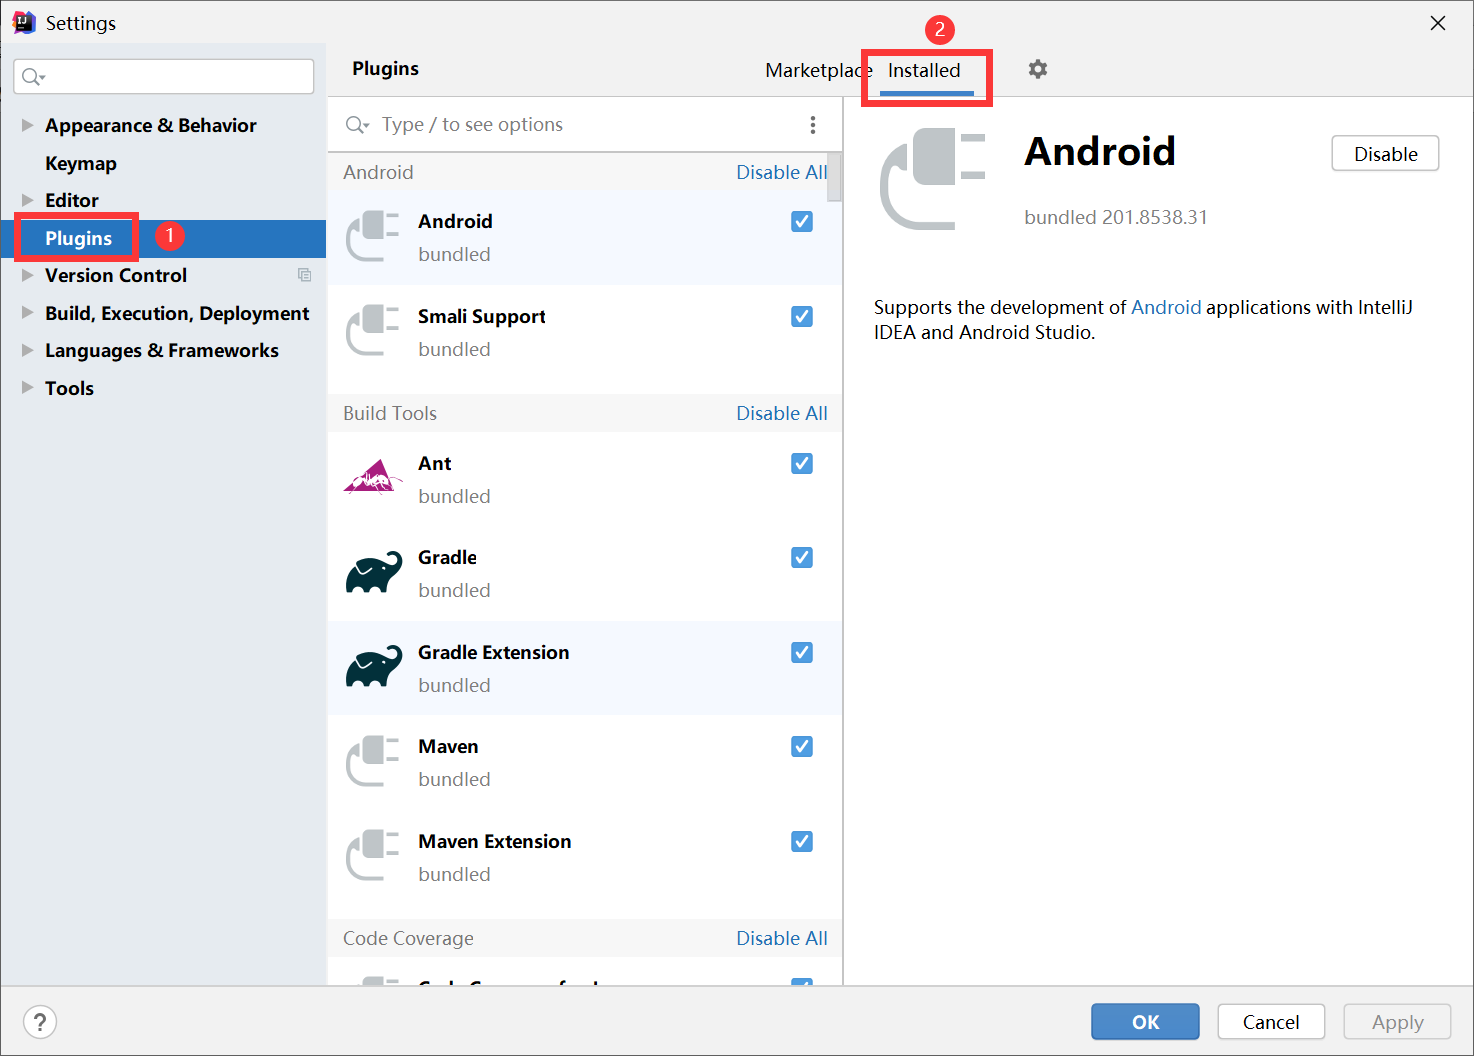 Settings
2
Plugins
Marketplace
Installed
Appearance & Behavior
Keymap
Editor
Plugins
1
Version Control
Build, Execution, Deployment
Languages & Frameworks
Tools
Type / to see options
Android
Disable All
Android
bundled
Smali Support
bundled
Build Tools
Disable All
Ant
bundled
Gradle
bundled
Gradle Extension
bundled
Maven
bundled
Maven Extension
bundled
Code Coverage
Disable All
Android
Disable
bundled 201.8538.31
Supports the development of Android applications with IntelliJ
IDEA and Android Studio.
?
OK
Cancel
Apply